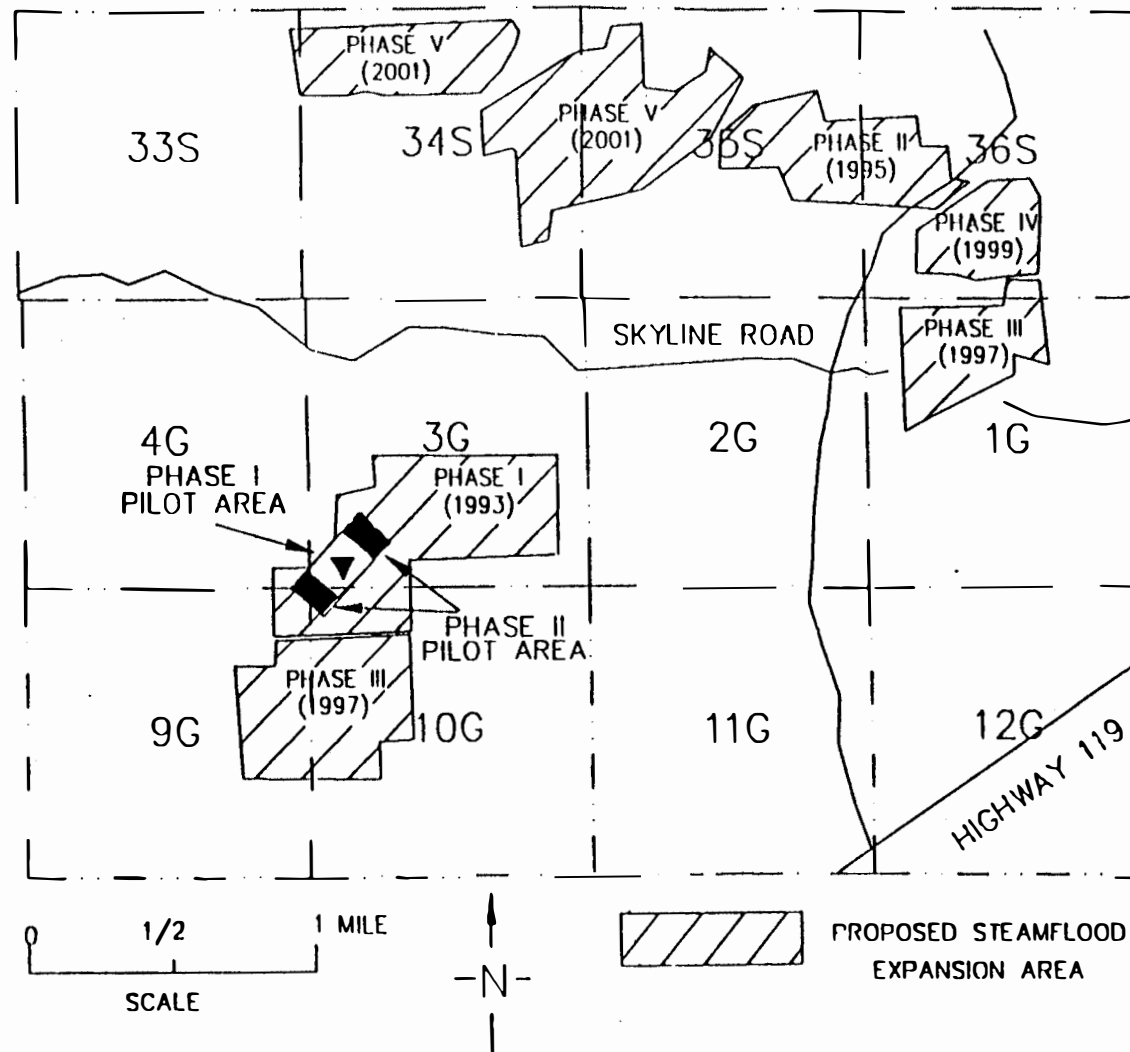 PHASE V
(2001)
PHASE V
(2001)
33S
34S
35S
PHASE II
(1995)
36S
PHASE IV
(1999)
SKYLINE ROAD
PHASE III
(1997)
4G
3G
2G
1G
PHASE I
PILOT AREA
PHASE I
(1993)
PHASE II
PILOT AREA
PHASE III
(1997)
9G
10G
11G
12G
HIGHWAY 119
0
1/2
1 MILE
SCALE
-N-
PROPOSED STEAMFLOOD
EXPANSION AREA